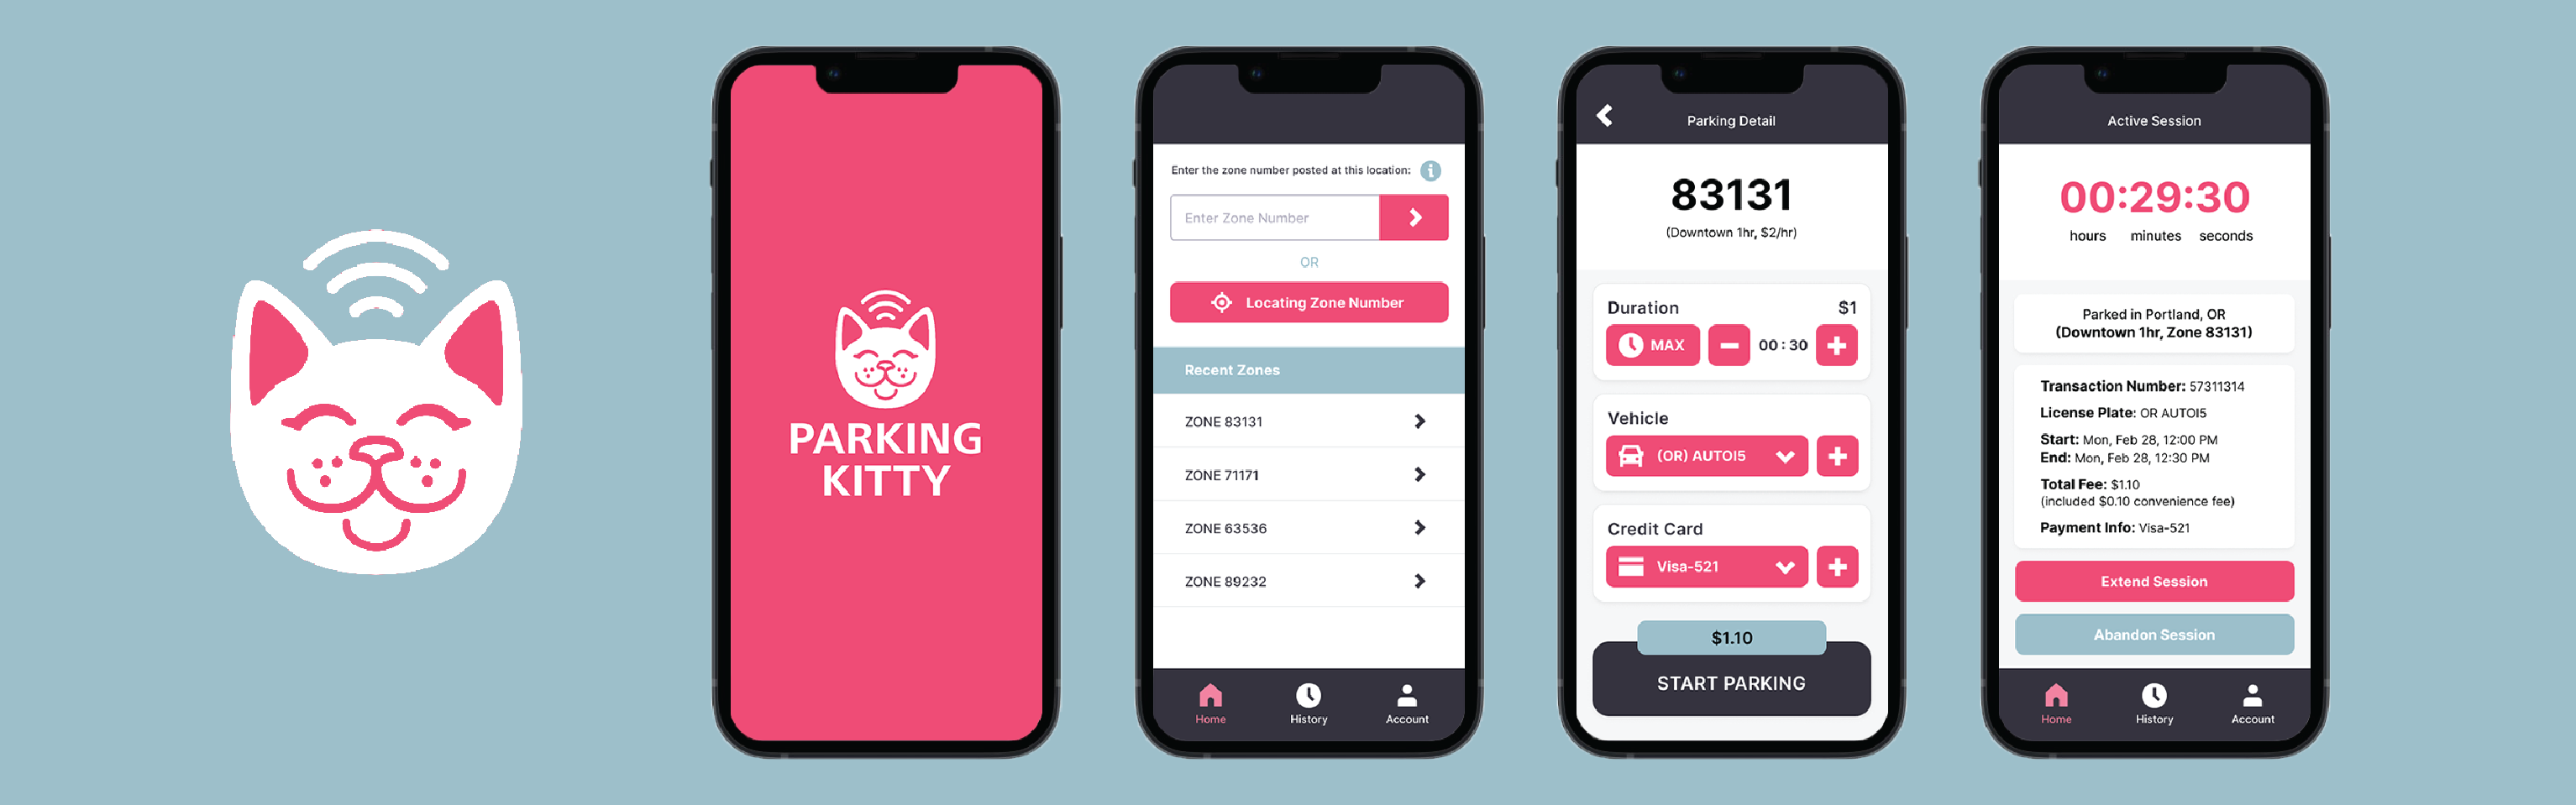 PARKING
KITTY
Enter the zone number posted at this location:
Enter Zone Number
OR
Locating Zone Number
Recent Zones
ZONE 83131
ZONE 71171
ZONE 63536
ZONE 89232
Home
History
Account
Parking Detail
83131
(Downtown 1hr, $2/hr)
Duration $1
MAX 00 : 30
Vehicle
(OR) AUTOI5
Credit Card
Visa-521
$1.10
START PARKING
Active Session
00:29:30
hours minutes seconds
Parked in Portland, OR
(Downtown 1hr, Zone 83131)
Transaction Number: 57311314
License Plate: OR AUTOI5
Start: Mon, Feb 28, 12:00 PM
End: Mon, Feb 28, 12:30 PM
Total Fee: $1.10
(included $0.10 convenience fee)
Payment Info: Visa-521
Extend Session
Abandon Session
Home
History
Account